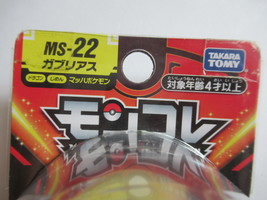 MS-22
ガブリアス
ドラゴン じめん マッハポケモン
TAKARA TOMY
対象年齢4才以上
モンコレ